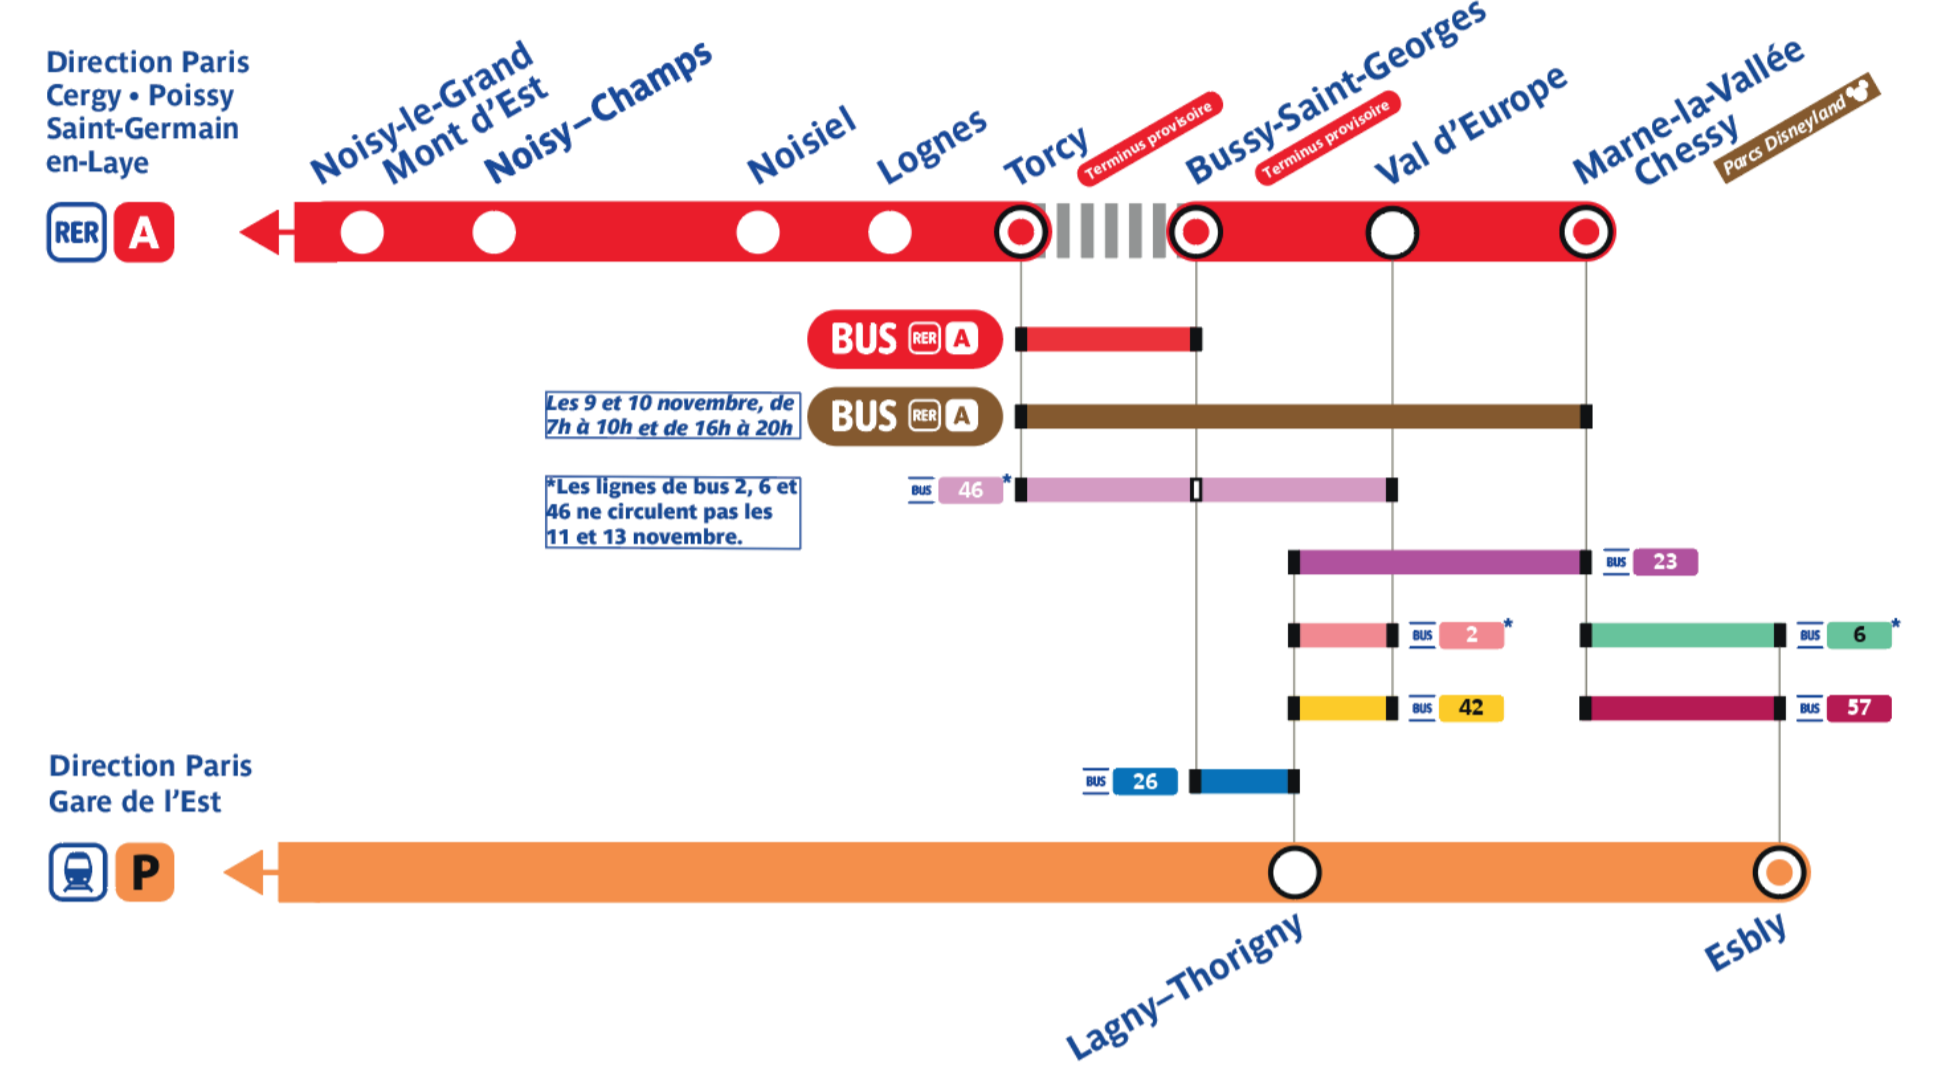 Direction Paris
Cergy • Poissy
Saint-Germain
en-Laye
RER A
Noisy-le-Grand
Mont d’Est
Noisy–Champs
Noisiel
Lognes
Torcy
Terminus provisoire
Bussy-Saint-Georges
Terminus provisoire
Val d’Europe
Marne-la-Vallée
Chessy
Parcs Disneyland
BUS RER A
Les 9 et 10 novembre, de
7h à 10h et de 16h à 20h
BUS RER A
*Les lignes de bus 2, 6 et
46 ne circulent pas les
11 et 13 novembre.
BUS 46 *
BUS 23
BUS 2 *
BUS 6 *
BUS 42
BUS 57
BUS 26
Direction Paris
Gare de l’Est
P
Lagny–Thorigny
Esbly